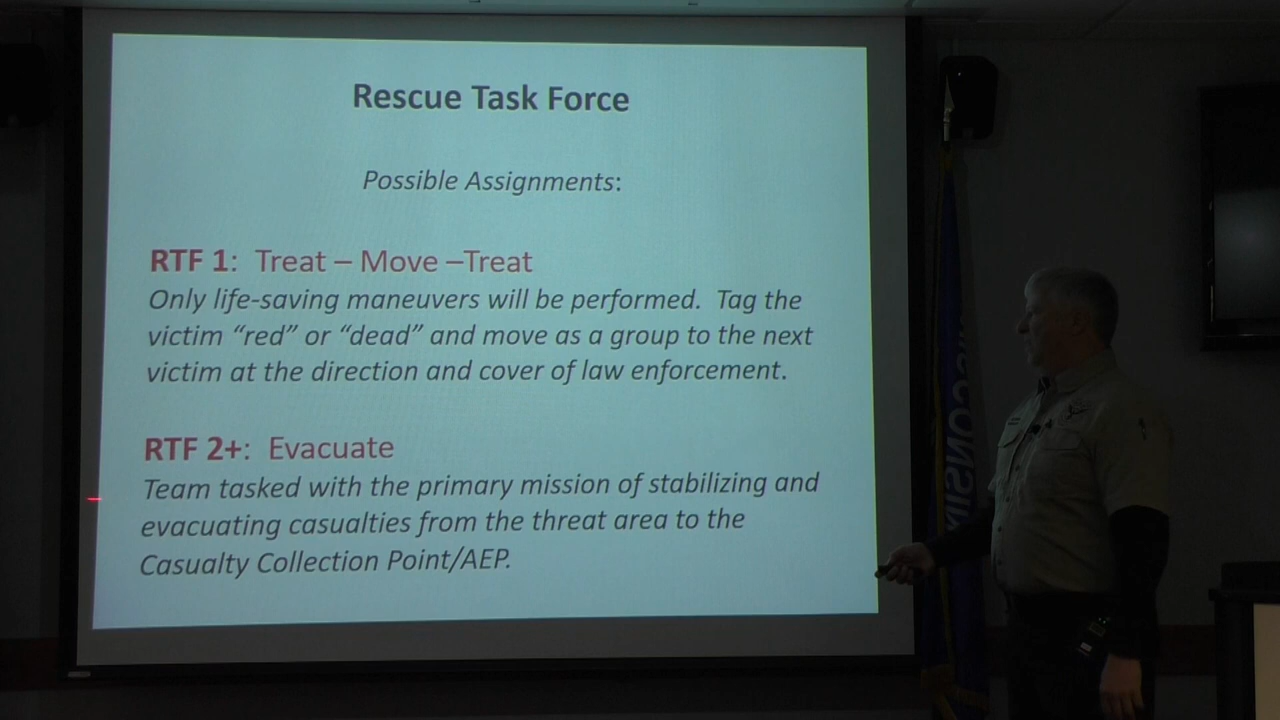 Rescue Task Force
Possible Assignments:
RTF 1: Treat – Move –Treat
Only life-saving maneuvers will be performed. Tag the
victim “red” or “dead” and move as a group to the next
victim at the direction and cover of law enforcement.
RTF 2+: Evacuate
Team tasked with the primary mission of stabilizing and
evacuating casualties from the threat area to the
Casualty Collection Point/AEP.
WISCONSIN